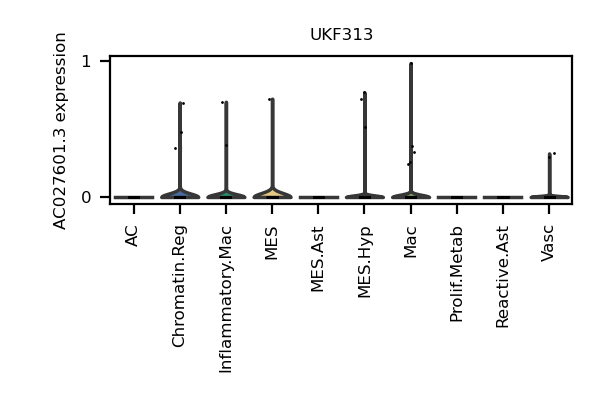 UKF313
AC027601.3 expression
1
0
AC
Chromatin.Reg
Inflammatory.Mac
MES
MES.Ast
MES.Hyp
Mac
Prolif.Metab
Reactive.Ast
Vasc